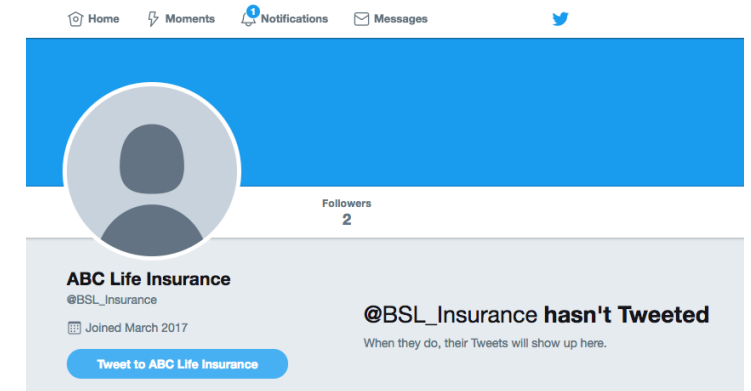 Home Moments 1 Notifications Messages
Followers
2
ABC Life Insurance
@BSL_Insurance
Joined March 2017
Tweet to ABC Life Insurance
@BSL_Insurance hasn't Tweeted
When they do, their Tweets will show up here.